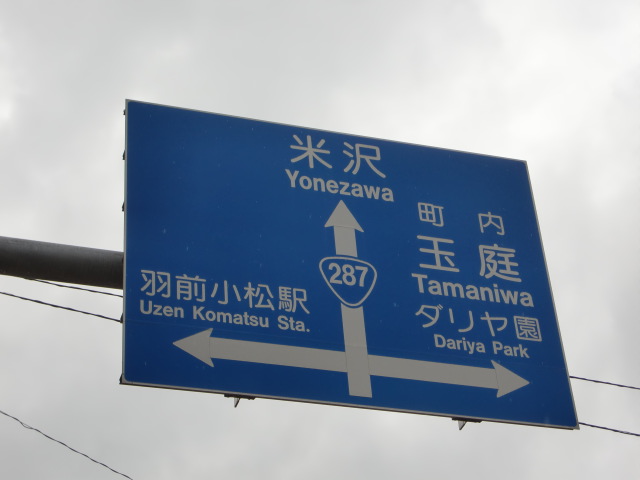 米沢
Yonezawa
町内
玉庭
Tamaniwa
ダリヤ園
Dariya Park
287
羽前小松駅
Uzen Komatsu Sta.